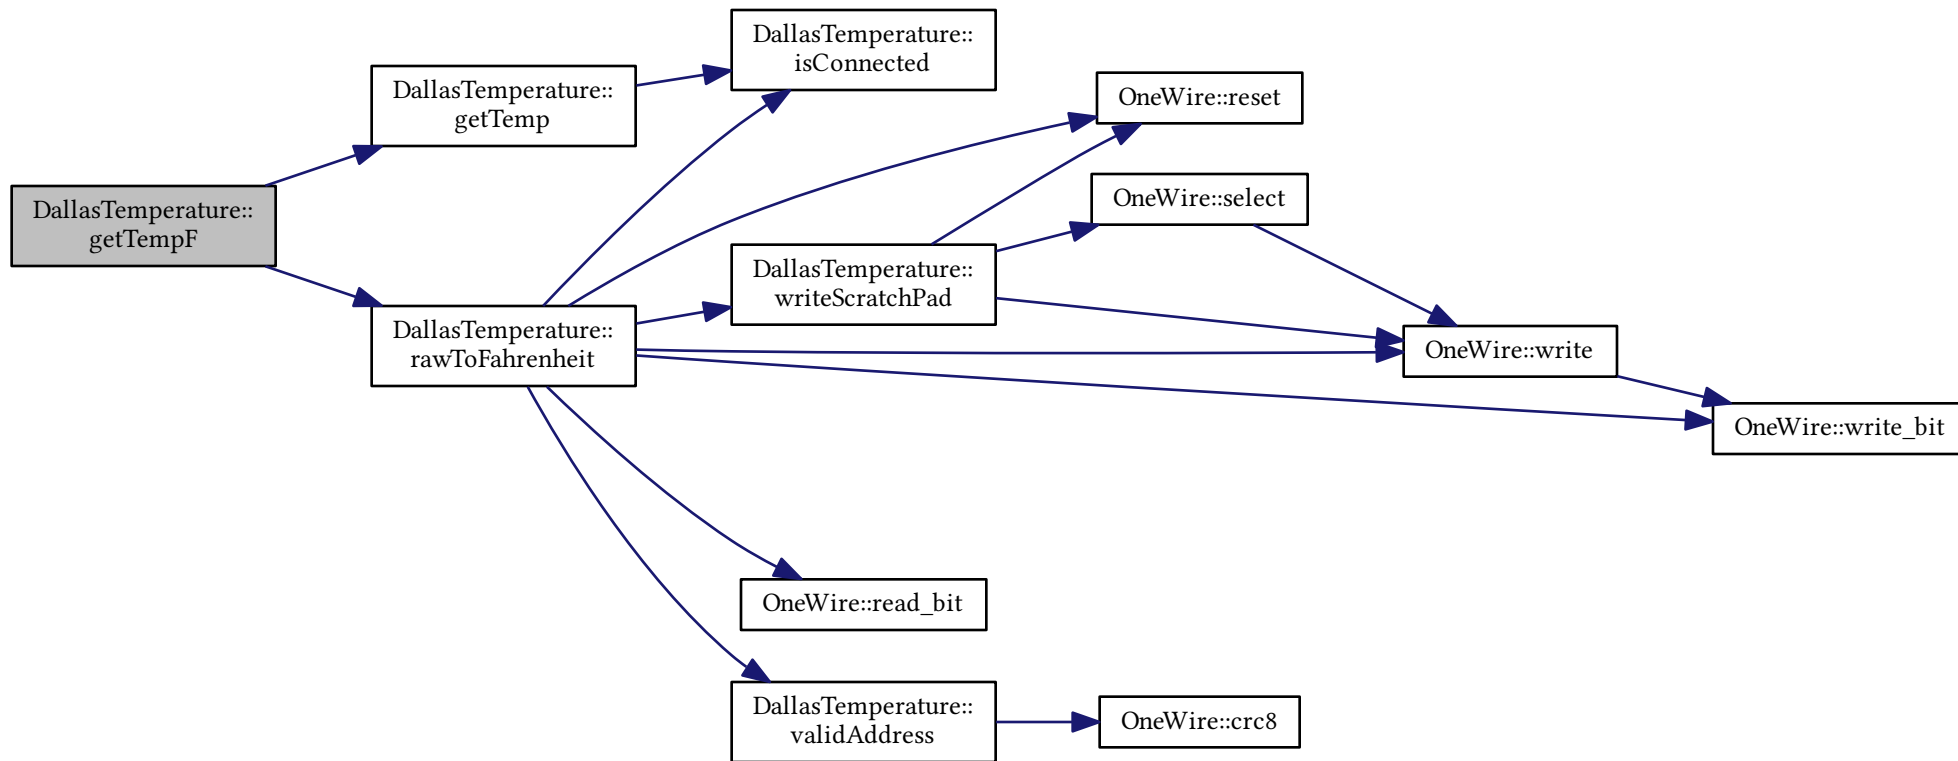 DallasTemperature::
getTempF
DallasTemperature::
getTemp
DallasTemperature::
rawToFahrenheit
DallasTemperature::
isConnected
DallasTemperature::
writeScratchPad
OneWire::read_bit
DallasTemperature::
validAddress
OneWire::reset
OneWire::select
OneWire::crc8
OneWire::write
OneWire::write_bit